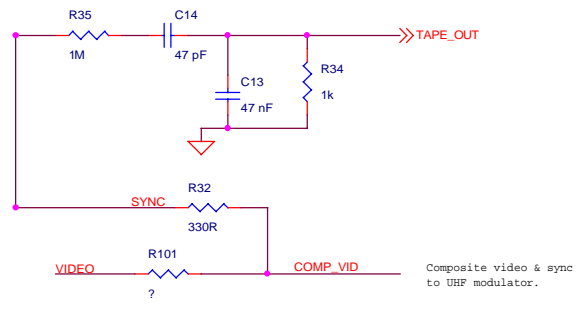 R35
C14
1M
47 pF
TAPE_OUT
C13
47 nF
R34
1k
SYNC
R32
330R
VIDEO
R101
?
COMP_VID
Composite video & sync
to UHF modulator.